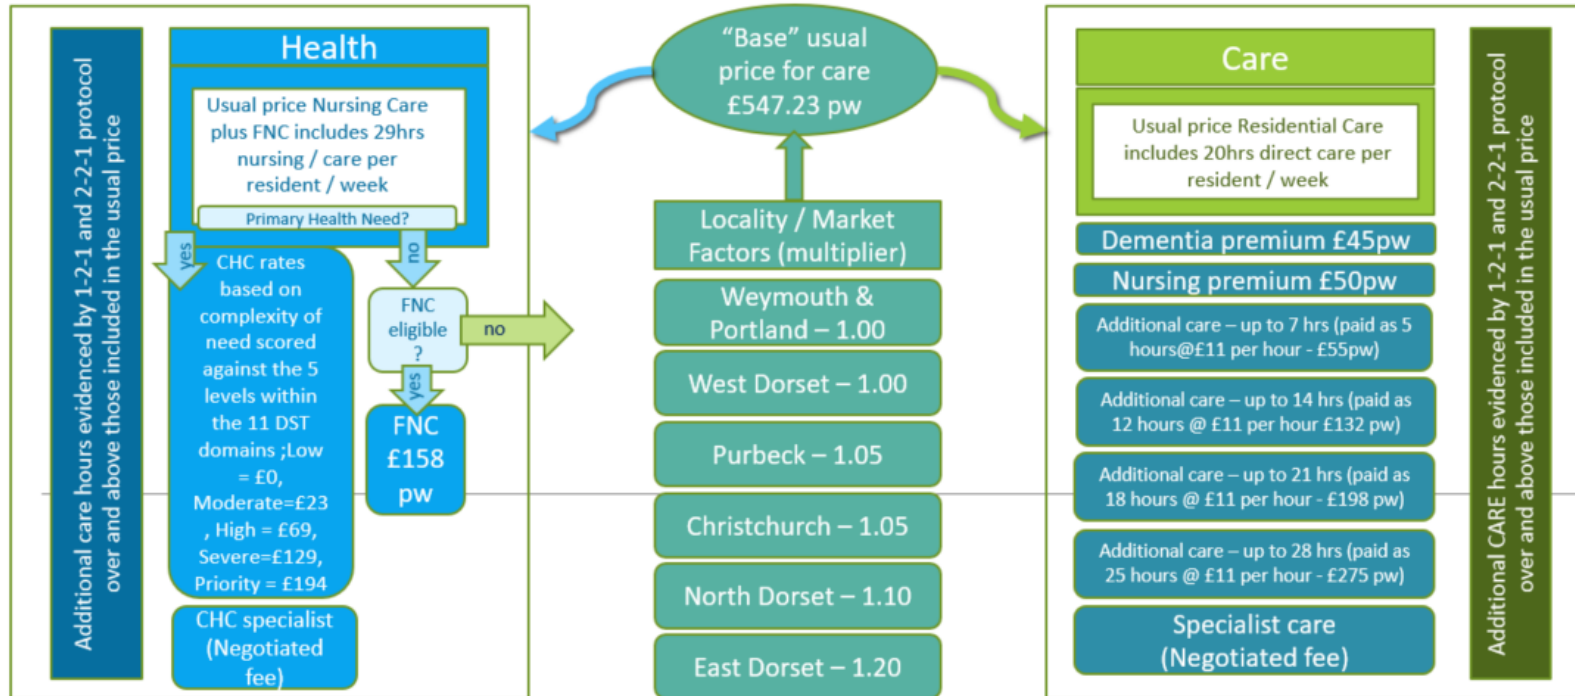 Additional care hours evidenced by 1-2-1 and 2-2-1 protocol
over and above those included in the usual price
Health
Usual price Nursing Care
plus FNC includes 29hrs
nursing / care per
resident / week
Primary Health Need?
yes
no
CHC rates
based on
complexity of
need scored
against the 5
levels within
the 11 DST
domains ;Low
= £0,
Moderate=£23
, High = £69,
Severe=£129,
Priority = £194
FNC
eligible
?
no
yes
FNC
£158
pw
CHC specialist
(Negotiated
fee)
“Base” usual
price for care
£547.23 pw
Locality / Market
Factors (multiplier)
Weymouth &
Portland – 1.00
West Dorset – 1.00
Purbeck – 1.05
Christchurch – 1.05
North Dorset – 1.10
East Dorset – 1.20
Care
Usual price Residential Care
includes 20hrs direct care per
resident / week
Dementia premium £45pw
Nursing premium £50pw
Additional care – up to 7 hrs (paid as 5
hours@£11 per hour - £55pw)
Additional care – up to 14 hrs (paid as
12 hours @ £11 per hour £132 pw)
Additional care – up to 21 hrs (paid as
18 hours @ £11 per hour - £198 pw)
Additional care – up to 28 hrs (paid as
25 hours @ £11 per hour - £275 pw)
Specialist care
(Negotiated fee)
Additional CARE hours evidenced by 1-2-1 and 2-2-1 protocol
over and above those included in the usual price